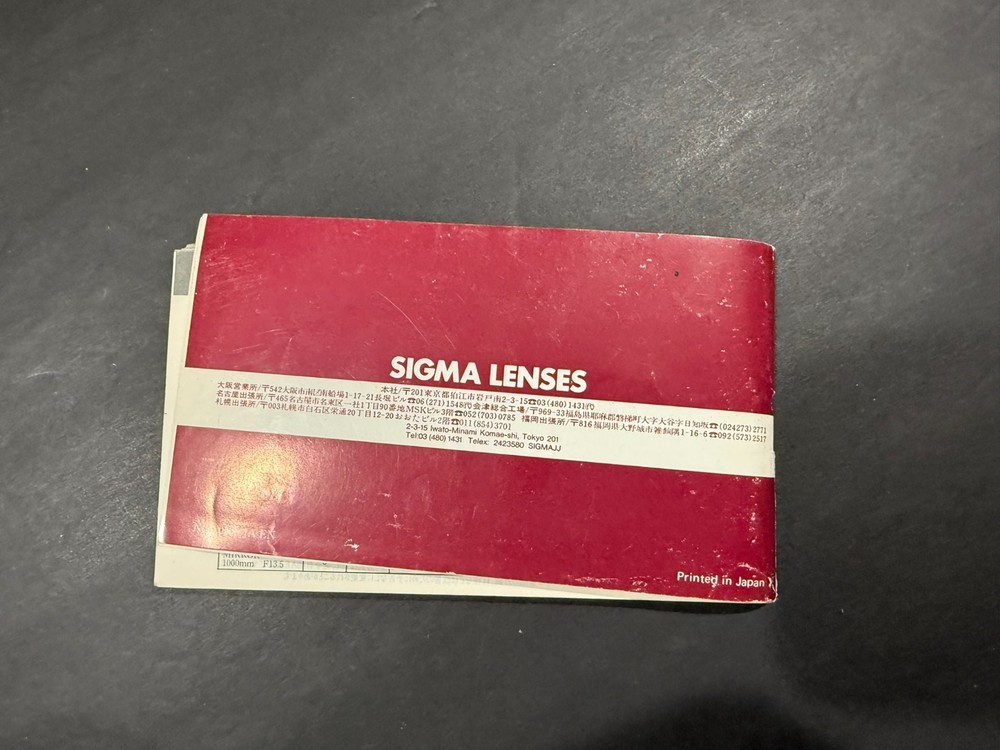 SIGMA LENSES
本社/〒201東京都狛江市岩戸南2-3-15☎03(480)1431代
大阪営業所/〒542大阪市南区南船場1-17-21長堀ビル☎06(271)1548代 会津総合工場/〒969-33福島県耶麻郡磐梯町大字大谷字日知坂☎(024273)2771
名古屋出張所/〒465名古屋市名東区一社1丁目90番地MSKビル3階☎052(703)0785 福岡出張所/〒816福岡県大野城市雑餉隈1-16-6☎092(573)2517
札幌出張所/〒003札幌市白石区栄通20丁目12-20おおたビル2階☎011(854)3701
2-3-15 Iwato-Minami Komae-shi, Tokyo 201
Tel:03(480)1431 Telex: 2423580 SIGMAJJ
1000mm F13.5
Printed in Japan